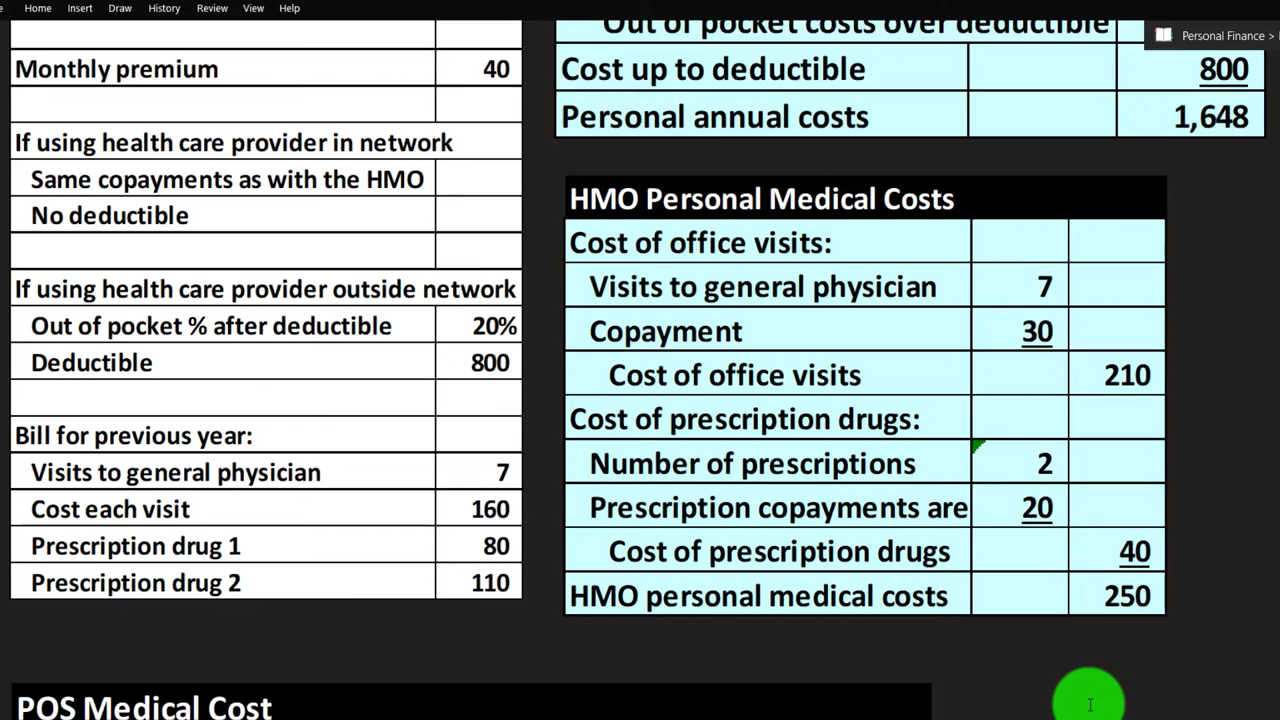 Home Insert Draw History Review View Help
Personal Finance >
Monthly premium 40
If using health care provider in network
Same copayments as with the HMO
No deductible
If using health care provider outside network
Out of pocket % after deductible 20%
Deductible 800
Bill for previous year:
Visits to general physician 7
Cost each visit 160
Prescription drug 1 80
Prescription drug 2 110
Out of pocket costs over deductible
Cost up to deductible 800
Personal annual costs 1,648
HMO Personal Medical Costs
Cost of office visits:
Visits to general physician 7
Copayment 30
Cost of office visits 210
Cost of prescription drugs:
Number of prescriptions 2
Prescription copayments are 20
Cost of prescription drugs 40
HMO personal medical costs 250
POS Medical Cost